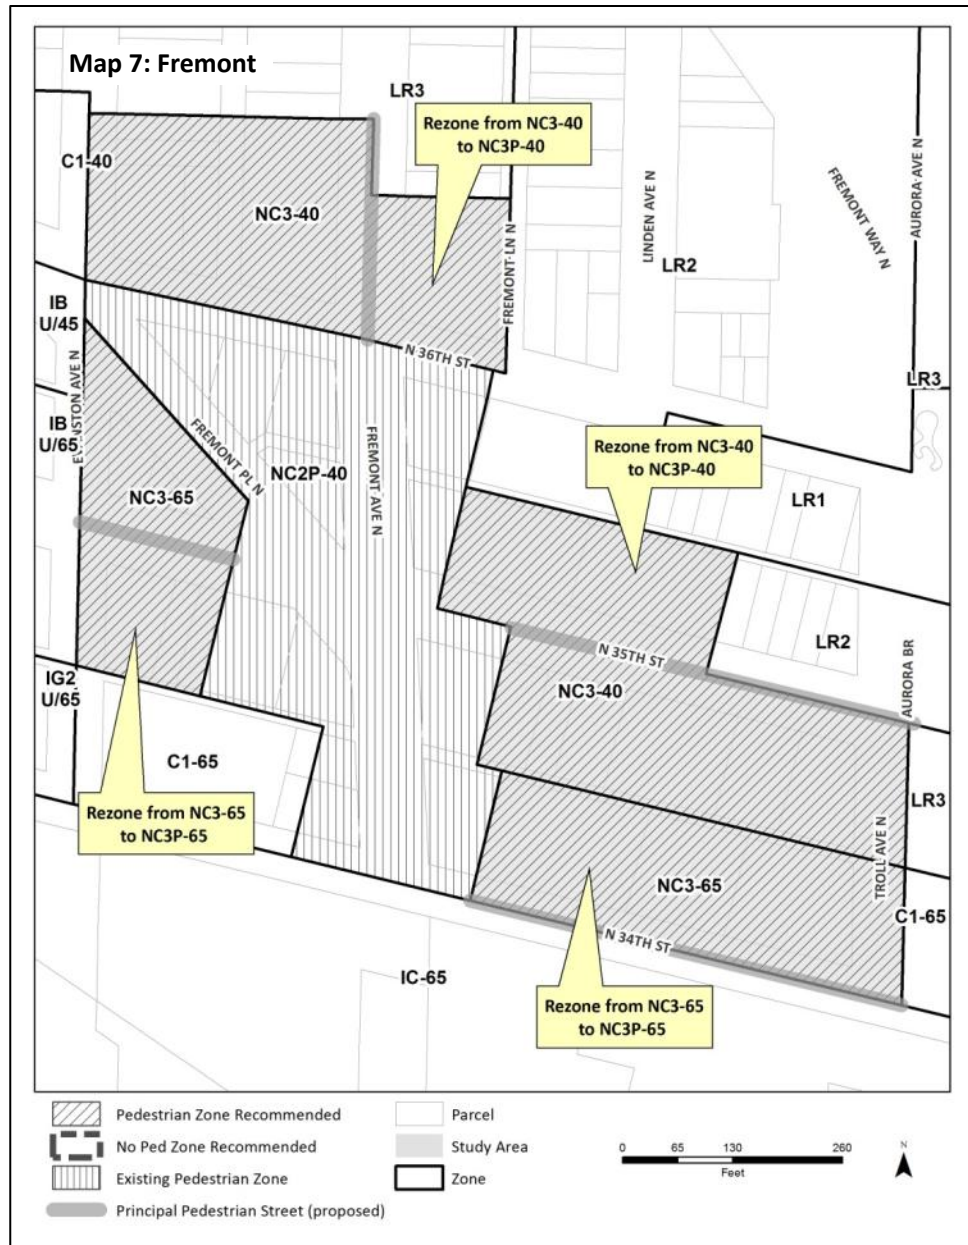 Map 7: Fremont
LR3
Rezone from NC3-40
to NC3P-40
C1-40
NC3-40
FREMONT LN N
LINDEN AVE N
LR2
FREMONT WAY N
AURORA AVE N
IB
U/45
N 36TH ST
LR3
EVANSTON AVE N
IB
U/65
FREMONT PL N
NC2P-40
FREMONT AVE N
Rezone from NC3-40
to NC3P-40
NC3-65
LR1
LR2
N 35TH ST
AURORA BR
IG2
U/65
NC3-40
C1-65
LR3
Rezone from NC3-65
to NC3P-65
TROLL AVE N
NC3-65
C1-65
N 34TH ST
IC-65
Rezone from NC3-65
to NC3P-65
Pedestrian Zone Recommended
No Ped Zone Recommended
Existing Pedestrian Zone
Principal Pedestrian Street (proposed)
Parcel
Study Area
Zone
0 65 130 260
Feet
N